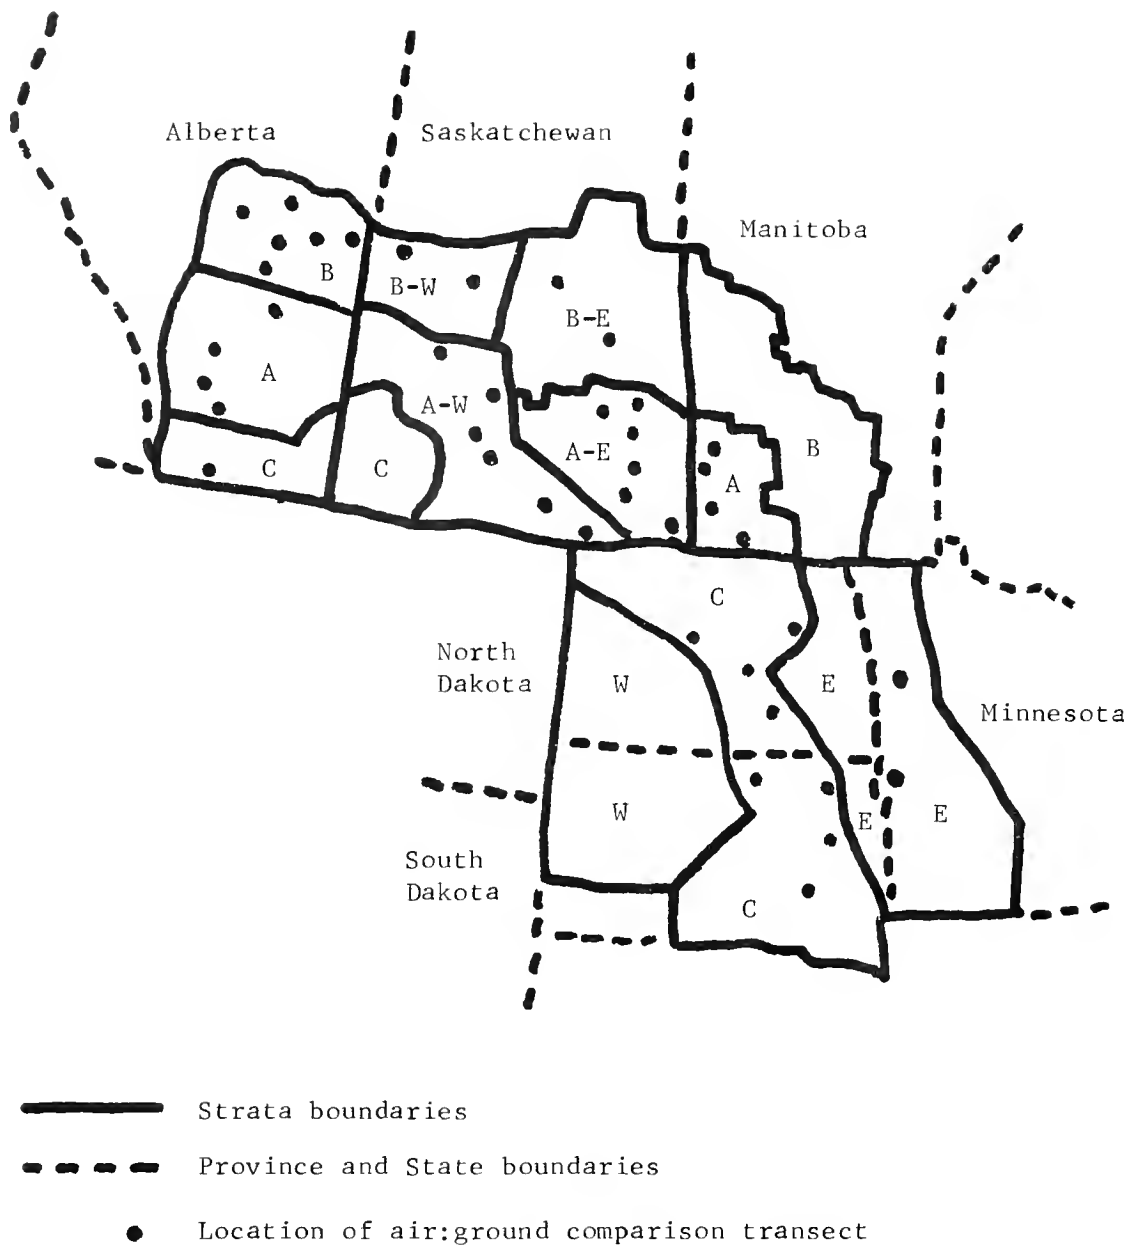 Alberta
Saskatchewan
Manitoba
B
B-W
B-E
A
A-W
A-E
B
A
C
C
C
North
Dakota
W
E
Minnesota
W
E
E
South
Dakota
C
Strata boundaries
Province and State boundaries
Location of air:ground comparison transect